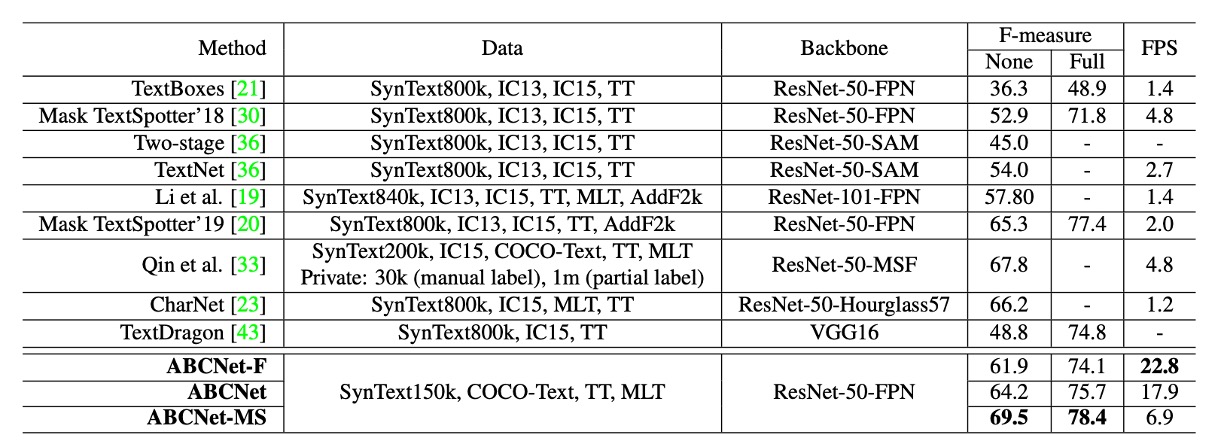 Method Data Backbone F-measure FPS
None Full
TextBoxes [21] SynText800k, IC13, IC15, TT ResNet-50-FPN 36.3 48.9 1.4
Mask TextSpotter’18 [30] SynText800k, IC13, IC15, TT ResNet-50-FPN 52.9 71.8 4.8
Two-stage [36] SynText800k, IC13, IC15, TT ResNet-50-SAM 45.0 - -
TextNet [36] SynText800k, IC13, IC15, TT ResNet-50-SAM 54.0 - 2.7
Li et al. [19] SynText840k, IC13, IC15, TT, MLT, AddF2k ResNet-101-FPN 57.80 - 1.4
Mask TextSpotter’19 [20] SynText800k, IC13, IC15, TT, AddF2k ResNet-50-FPN 65.3 77.4 2.0
Qin et al. [33] SynText200k, IC15, COCO-Text, TT, MLT ResNet-50-MSF 67.8 - 4.8
Private: 30k (manual label), 1m (partial label)
CharNet [23] SynText800k, IC15, MLT, TT ResNet-50-Hourglass57 66.2 - 1.2
TextDragon [43] SynText800k, IC15, TT VGG16 48.8 74.8 -
ABCNet-F 61.9 74.1 22.8
ABCNet SynText150k, COCO-Text, TT, MLT ResNet-50-FPN 64.2 75.7 17.9
ABCNet-MS 69.5 78.4 6.9